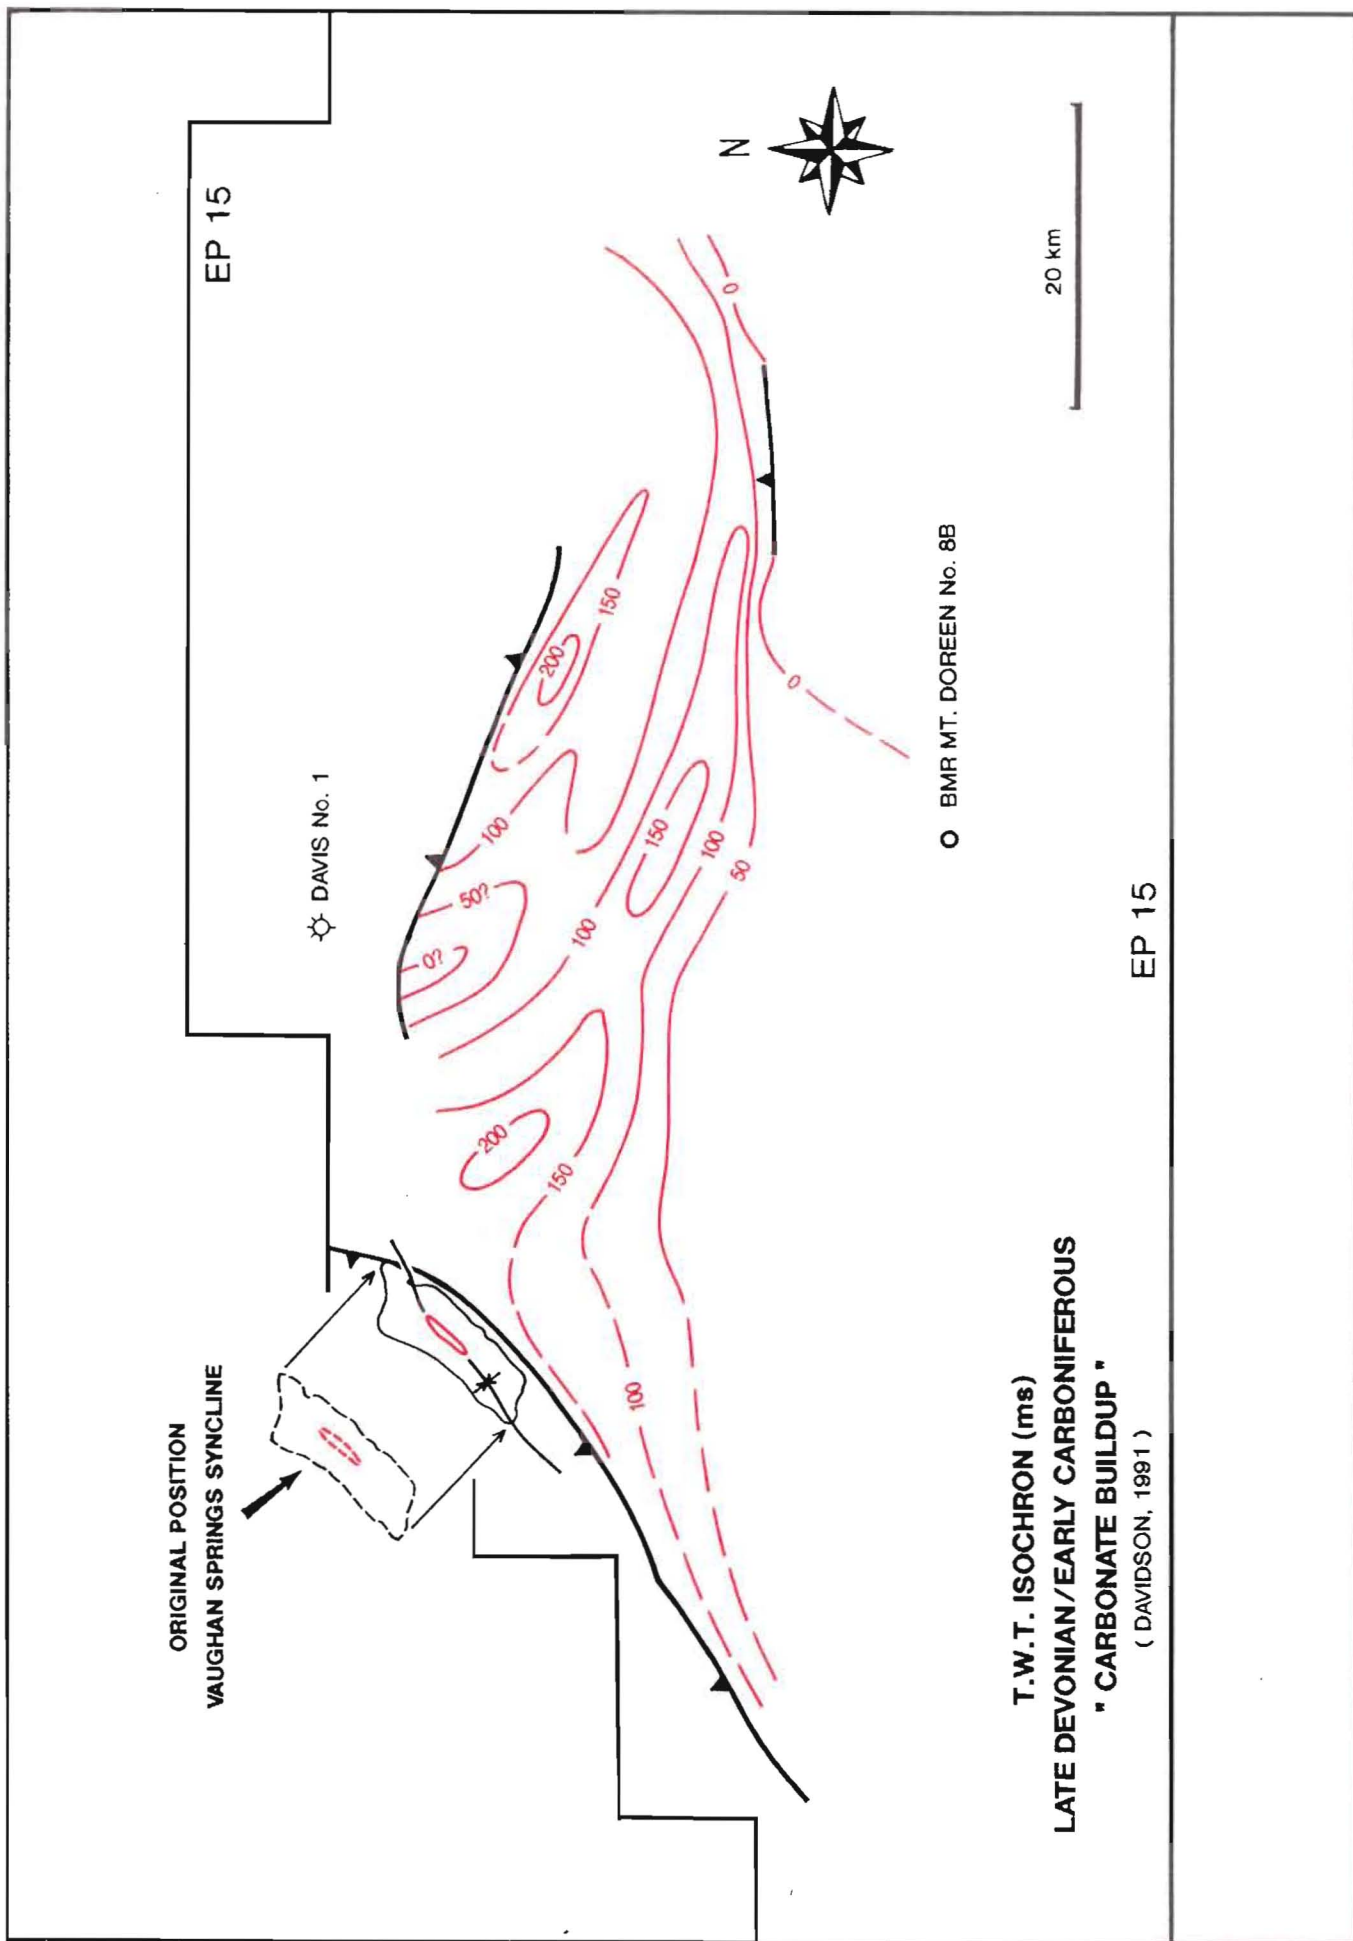 ORIGINAL POSITION
VAUGHAN SPRINGS SYNCLINE
EP 15
DAVIS No. 1
N
0?
50?
100
200
150
200
150
100
150
100
50
100
0
0
BMR MT. DOREEN No. 8B
20 km
EP 15
T.W.T. ISOCHRON (ms)
LATE DEVONIAN/EARLY CARBONIFEROUS
" CARBONATE BUILDUP "
( DAVIDSON, 1991 )